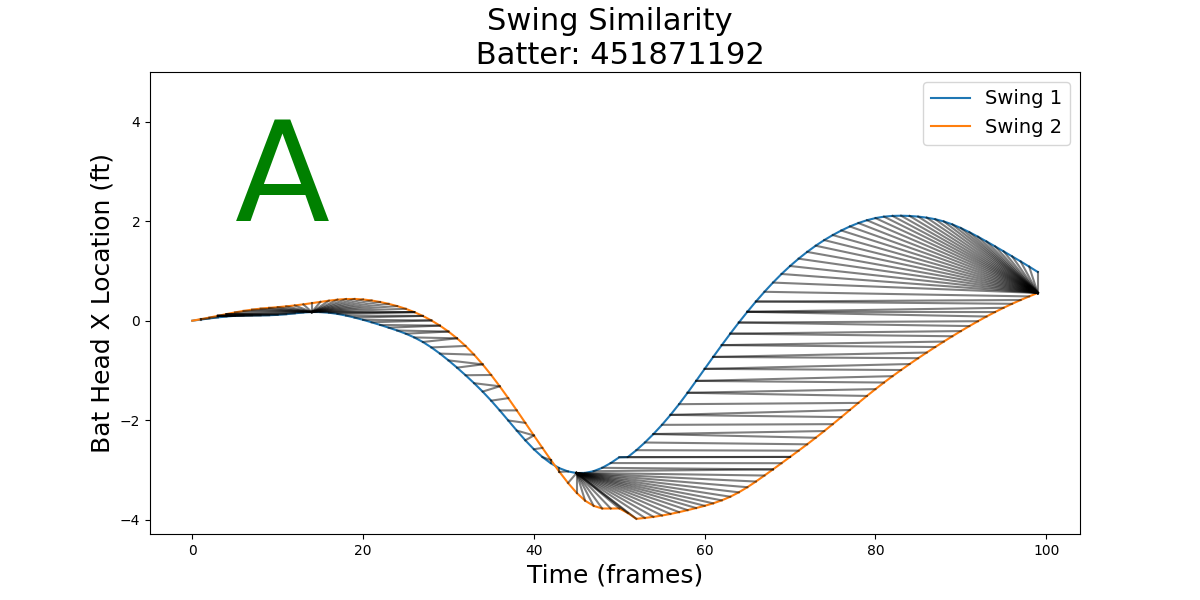 Swing Similarity
Batter: 451871192
A
Swing 1
Swing 2
Bat Head X Location (ft)
4
2
0
−2
−4
0 20 40 60 80 100
Time (frames)